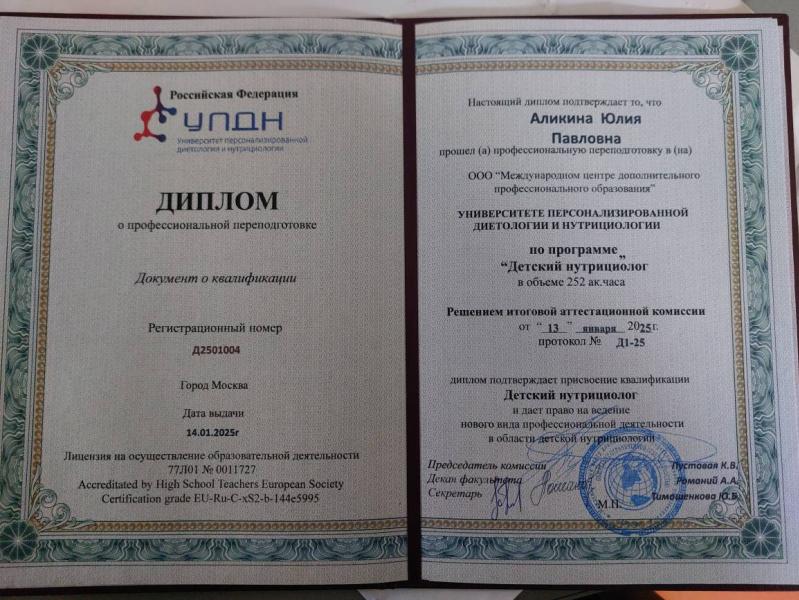 Российская Федерация
УПДН
Университет персонализированной
диетологии и нутрициологии
ДИПЛОМ
о профессиональной переподготовке
Документ о квалификации
Регистрационный номер
Д2501004
Город Москва
Дата выдачи
14.01.2025г
Лицензия на осуществление образовательной деятельности
77Л01 № 0011727
Accredited by High School Teachers European Society
Certification grade EU-Ru-C-xS2-b-144e5995
Настоящий диплом подтверждает то, что
Аликина Юлия
Павловна
прошел (а) профессиональную переподготовку в (на)
ООО “Международном центре дополнительного
профессионального образования”
УНИВЕРСИТЕТЕ ПЕРСОНАЛИЗИРОВАННОЙ
ДИЕТОЛОГИИ И НУТРИЦИОЛОГИИ
по программе
“Детский нутрициолог”
в объеме 252 ак.часа
Решением итоговой аттестационной комиссии
от “ 13 ” января 2025г.
протокол № Д1-25
диплом подтверждает присвоение квалификации
Детский нутрициолог
и дает право на ведение
нового вида профессиональной деятельности
в области детской нутрициологии
Председатель комиссии Пустовая К.В.
Декан факультета Романий А.А.
Секретарь Тимошенкова Ю.В.
М.П.